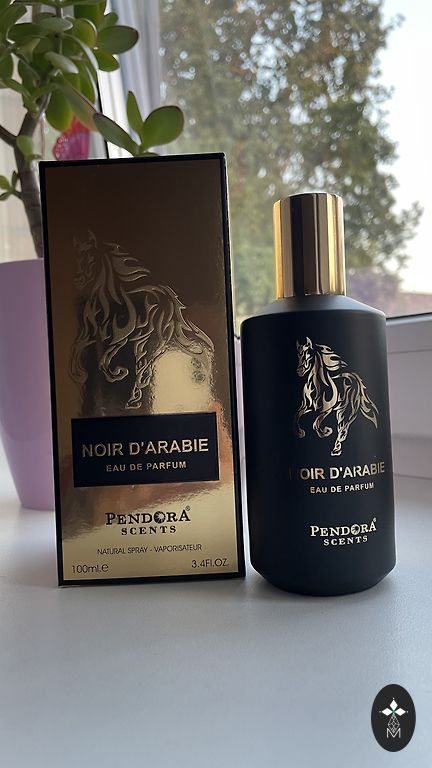 NOIR D'ARABIE
EAU DE PARFUM
PENDORA®
SCENTS
NATURAL SPRAY - VAPORISATEUR
100ml.e 3.4Fl.OZ.
NOIR D'ARABIE
EAU DE PARFUM
PENDORA®
SCENTS
M